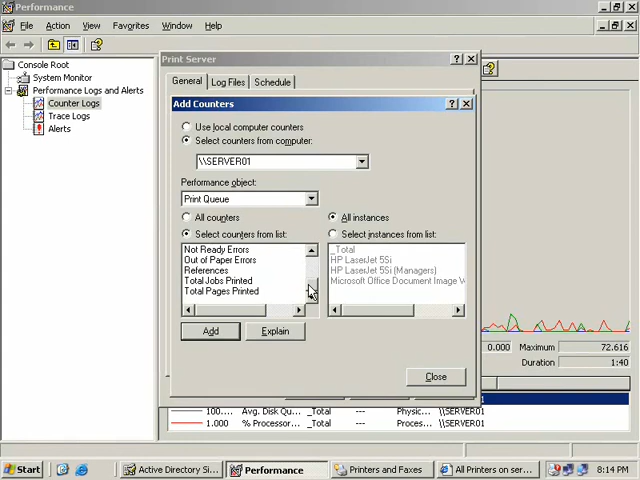 Performance
File Action View Favorites Window Help
Console Root
System Monitor
Performance Logs and Alerts
Counter Logs
Trace Logs
Alerts
Print Server
General Log Files Schedule
Add Counters
Use local computer counters
Select counters from computer:
\\SERVER01
Performance object:
Print Queue
All counters
All instances
Select counters from list:
Select instances from list:
Not Ready Errors
Out of Paper Errors
References
Total Jobs Printed
Total Pages Printed
_Total
HP LaserJet 5Si
HP LaserJet 5Si (Managers)
Microsoft Office Document Image
Add
Explain
Close
0.000 Maximum 72.616
Duration 1:40
100.... Avg. Disk Qu... _Total --- Physic... \\SERVER01
1.000 % Processor... _Total --- Proces... \\SERVER01
Start
Active Directory Si...
Performance
Printers and Faxes
All Printers on ser...
8:14 PM